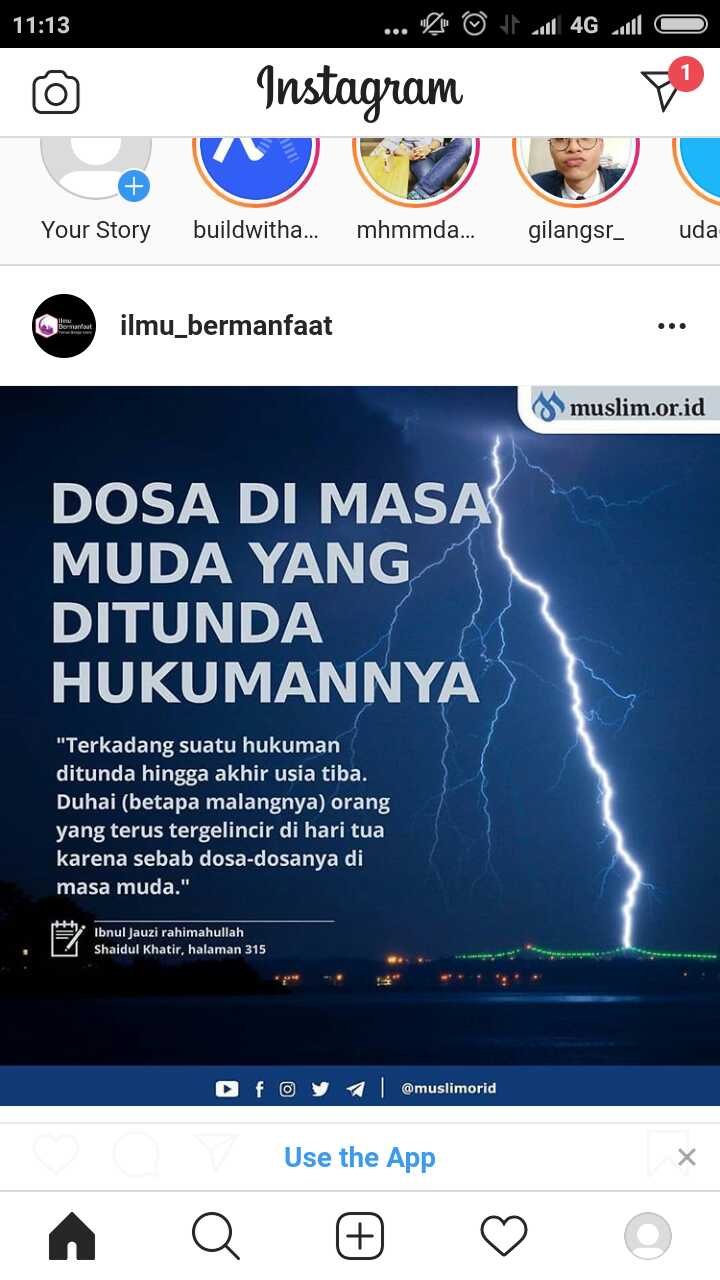 11:13
4G
Instagram
1
Your Story
buildwitha...
mhmmda...
gilangsr_
uda
Ilmu
Bermanfaat
ilmu_bermanfaat
muslim.or.id
DOSA DI MASA
MUDA YANG
DITUNDA
HUKUMANNYA
"Terkadang suatu hukuman
ditunda hingga akhir usia tiba.
Duhai (betapa malangnya) orang
yang terus tergelincir di hari tua
karena sebab dosa-dosanya di
masa muda."
Ibnul Jauzi rahimahullah
Shaidul Khatir, halaman 315
@muslimorid
Use the App